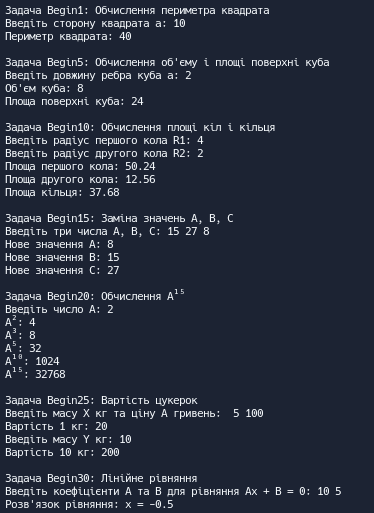 Задача Begin1: Обчислення периметра квадрата
Введіть сторону квадрата a: 10
Периметр квадрата: 40
Задача Begin5: Обчислення об'єму і площі поверхні куба
Введіть довжину ребра куба a: 2
Об'єм куба: 8
Площа поверхні куба: 24
Задача Begin10: Обчислення площі кіл і кільця
Введіть радіус першого кола R1: 4
Введіть радіус другого кола R2: 2
Площа першого кола: 50.24
Площа другого кола: 12.56
Площа кільця: 37.68
Задача Begin15: Заміна значень A, B, C
Введіть три числа A, B, C: 15 27 8
Нове значення A: 8
Нове значення B: 15
Нове значення C: 27
Задача Begin20: Обчислення A¹⁵
Введіть число A: 2
A²: 4
A³: 8
A⁵: 32
A¹⁰: 1024
A¹⁵: 32768
Задача Begin25: Вартість цукерок
Введіть масу X кг та ціну A гривень:  5 100
Вартість 1 кг: 20
Введіть масу Y кг: 10
Вартість 10 кг: 200
Задача Begin30: Лінійне рівняння
Введіть коефіцієнти A та B для рівняння Ax + B = 0: 10 5
Розв'язок рівняння: x = -0.5